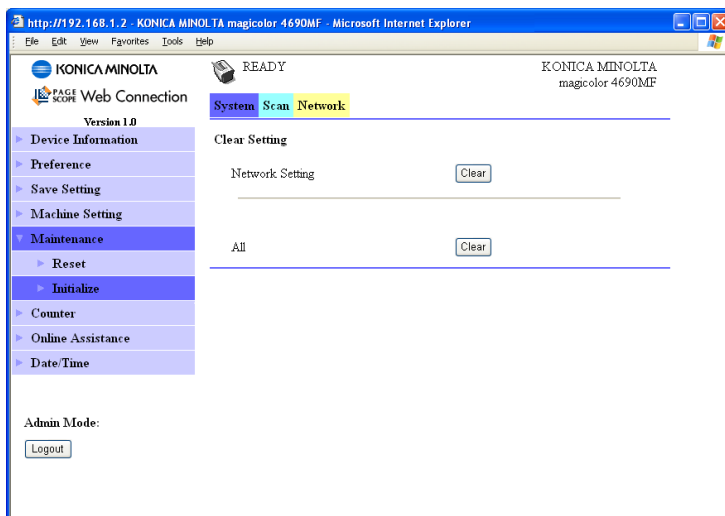 http://192.168.1.2 - KONICA MINOLTA magicolor 4690MF - Microsoft Internet Explorer
File Edit View Favorites Tools Help
KONICA MINOLTA
PAGE SCOPE Web Connection
Version 1.0
READY
KONICA MINOLTA
magicolor 4690MF
System Scan Network
Device Information
Preference
Save Setting
Machine Setting
Maintenance
Reset
Initialize
Counter
Online Assistance
Date/Time
Admin Mode:
Logout
Clear Setting
Network Setting Clear
All Clear